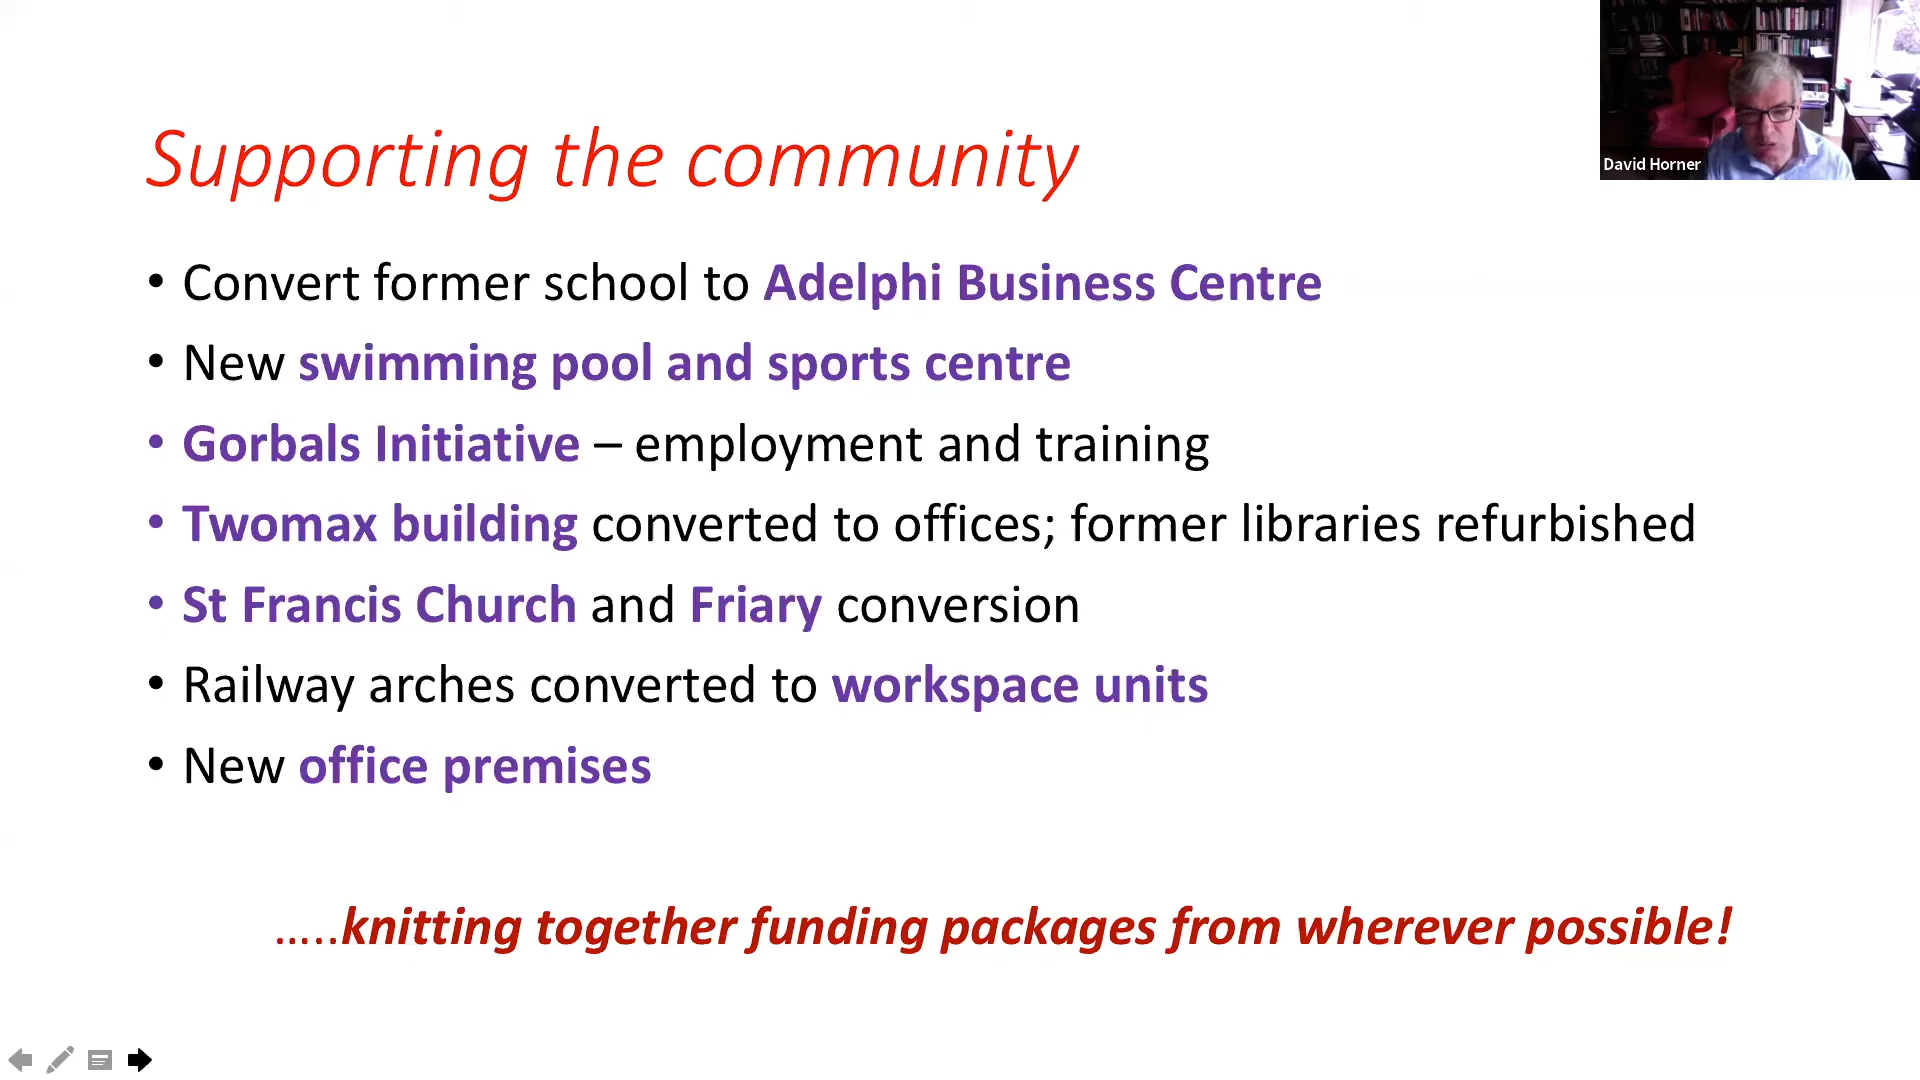 Supporting the community
David Horner
• Convert former school to Adelphi Business Centre
• New swimming pool and sports centre
• Gorbals Initiative – employment and training
• Twomax building converted to offices; former libraries refurbished
• St Francis Church and Friary conversion
• Railway arches converted to workspace units
• New office premises
…..knitting together funding packages from wherever possible!